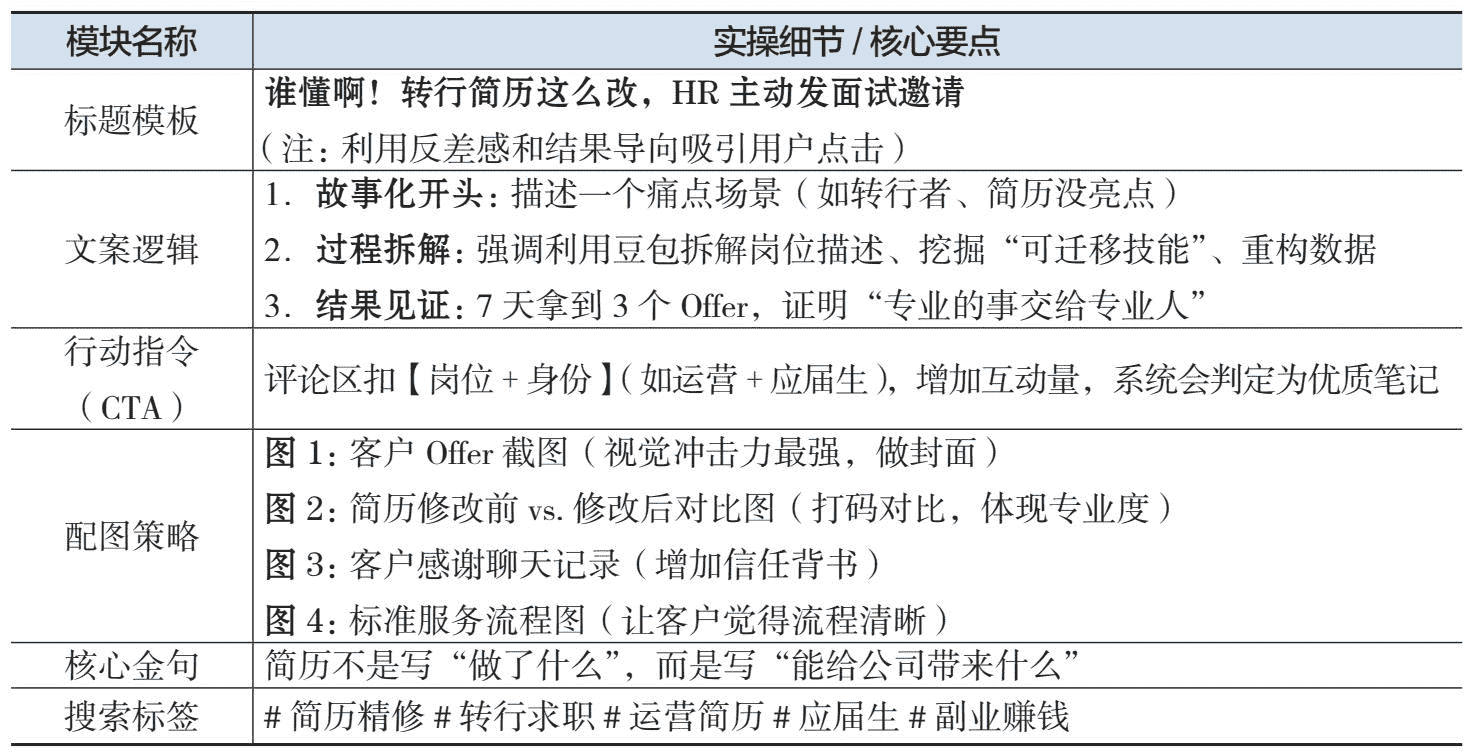 模块名称 实操细节 / 核心要点
标题模板
谁懂啊！转行简历这么改，HR 主动发面试邀请
（注：利用反差感和结果导向吸引用户点击）
文案逻辑
1. 故事化开头：描述一个痛点场景（如转行者、简历没亮点）
2. 过程拆解：强调利用豆包拆解岗位描述、挖掘“可迁移技能”、重构数据
3. 结果见证：7 天拿到 3 个 Offer，证明“专业的事交给专业人”
行动指令
（CTA）
评论区扣【岗位 + 身份】（如运营 + 应届生），增加互动量，系统会判定为优质笔记
配图策略
图 1：客户 Offer 截图（视觉冲击力最强，做封面）
图 2：简历修改前 vs. 修改后对比图（打码对比，体现专业度）
图 3：客户感谢聊天记录（增加信任背书）
图 4：标准服务流程图（让客户觉得流程清晰）
核心金句 简历不是写“做了什么”，而是写“能给公司带来什么”
搜索标签 # 简历精修 # 转行求职 # 运营简历 # 应届生 # 副业赚钱